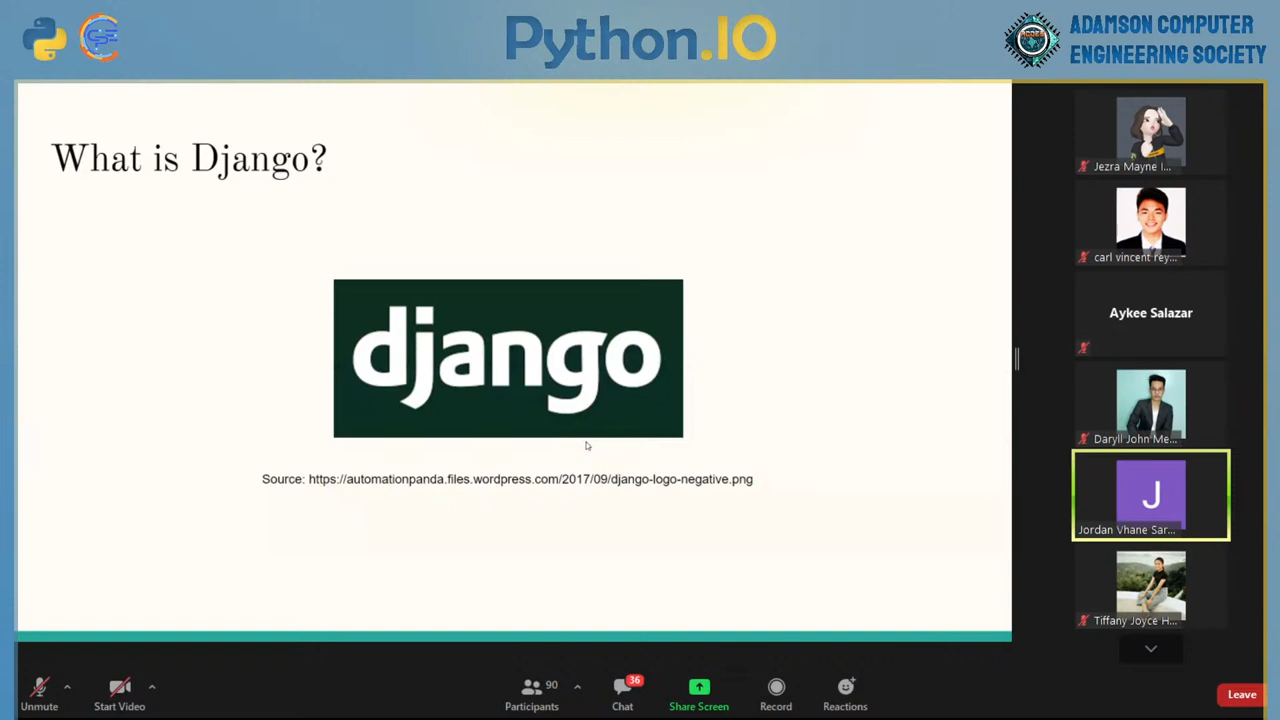 Python.IO
ADAMSON COMPUTER
ENGINEERING SOCIETY
What is Django?
django
Source: https://automationpanda.files.wordpress.com/2017/09/django-logo-negative.png
Jezra Mayne I...
carl vincent rey...
Aykee Salazar
Daryll John Me...
J
Jordan Vhane Sar...
Tiffany Joyce H...
Unmute
Start Video
90
Participants
36
Chat
Share Screen
Record
Reactions
Leave